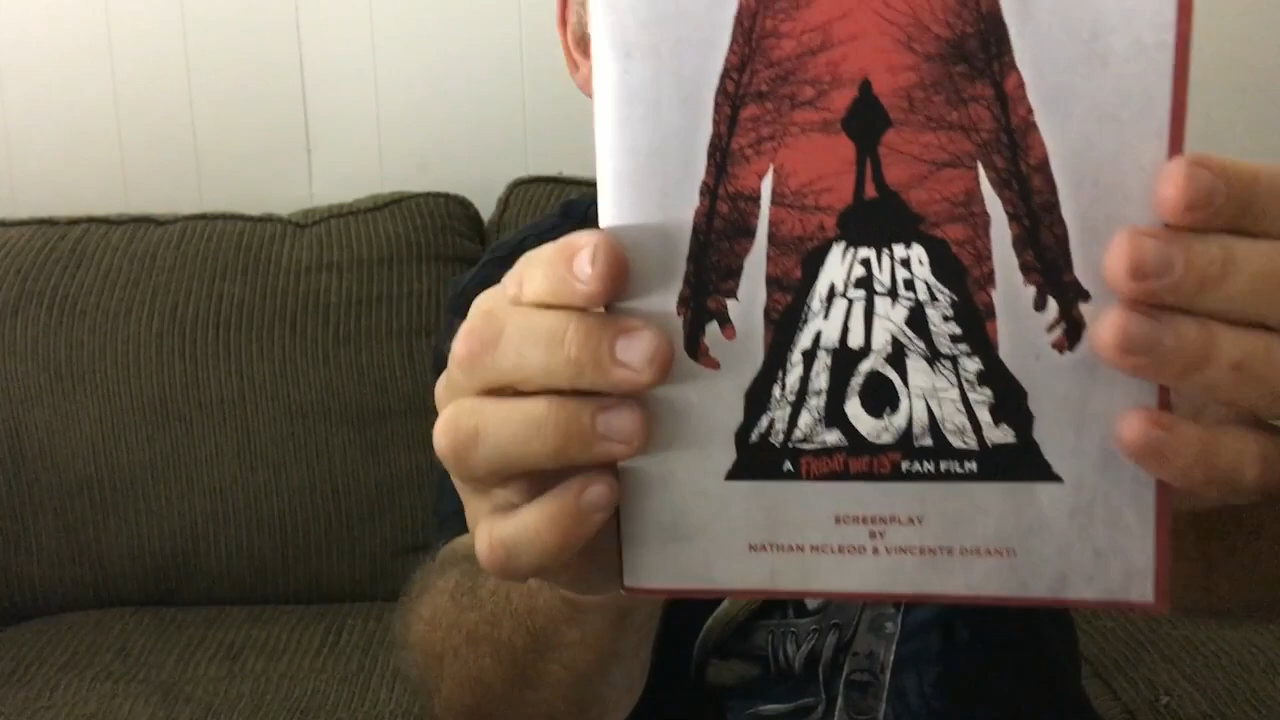 NEVER
HIKE
ALONE
A FRIDAY THE 13TH FAN FILM
SCREENPLAY
BY
NATHAN MCLEOD & VINCENTE DISANTI